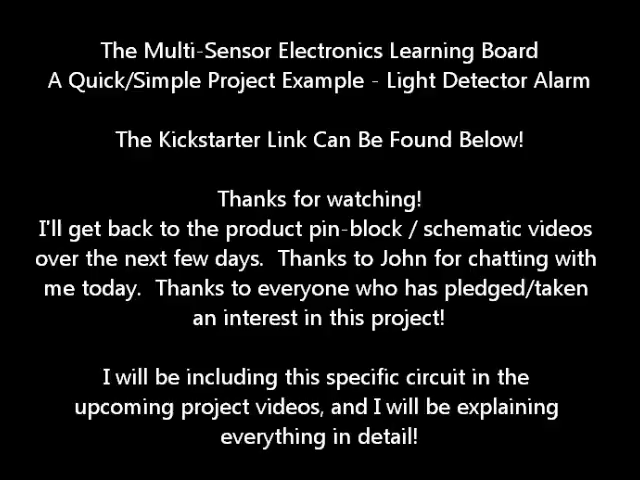 The Multi-Sensor Electronics Learning Board
A Quick/Simple Project Example - Light Detector Alarm
The Kickstarter Link Can Be Found Below!
Thanks for watching!
I'll get back to the product pin-block / schematic videos
over the next few days.  Thanks to John for chatting with
me today.  Thanks to everyone who has pledged/taken
an interest in this project!
I will be including this specific circuit in the
upcoming project videos, and I will be explaining
everything in detail!